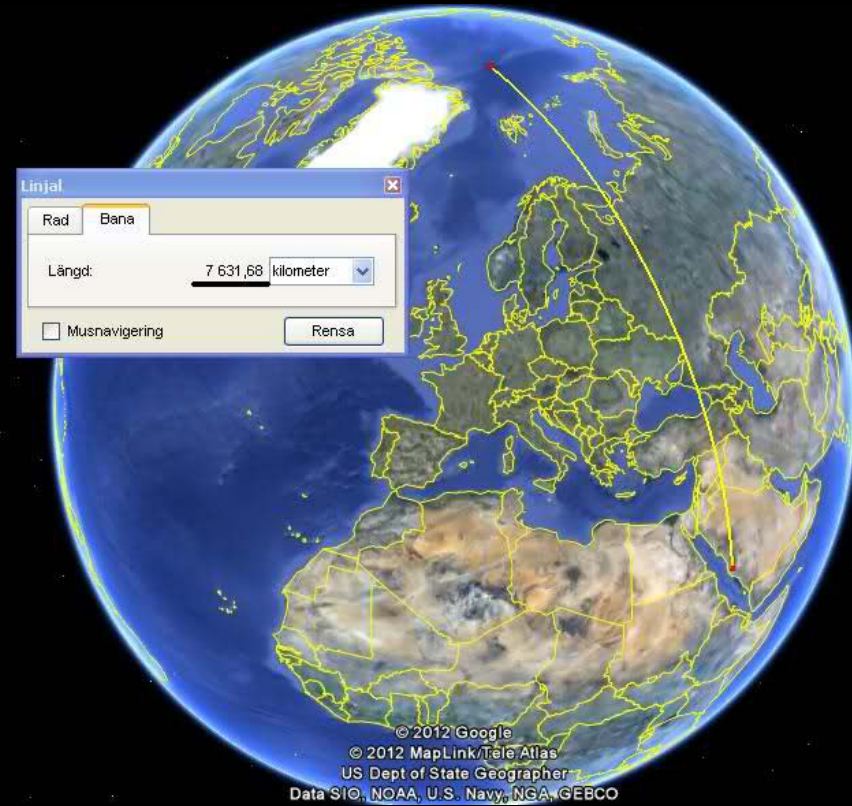 Linjal
Rad Bana
Längd: 7 631,68 kilometer
Musnavigering Rensa
© 2012 Google
© 2012 MapLink/Tele Atlas
US Dept of State Geographer
Data SIO, NOAA, U.S. Navy, NGA, GEBCO